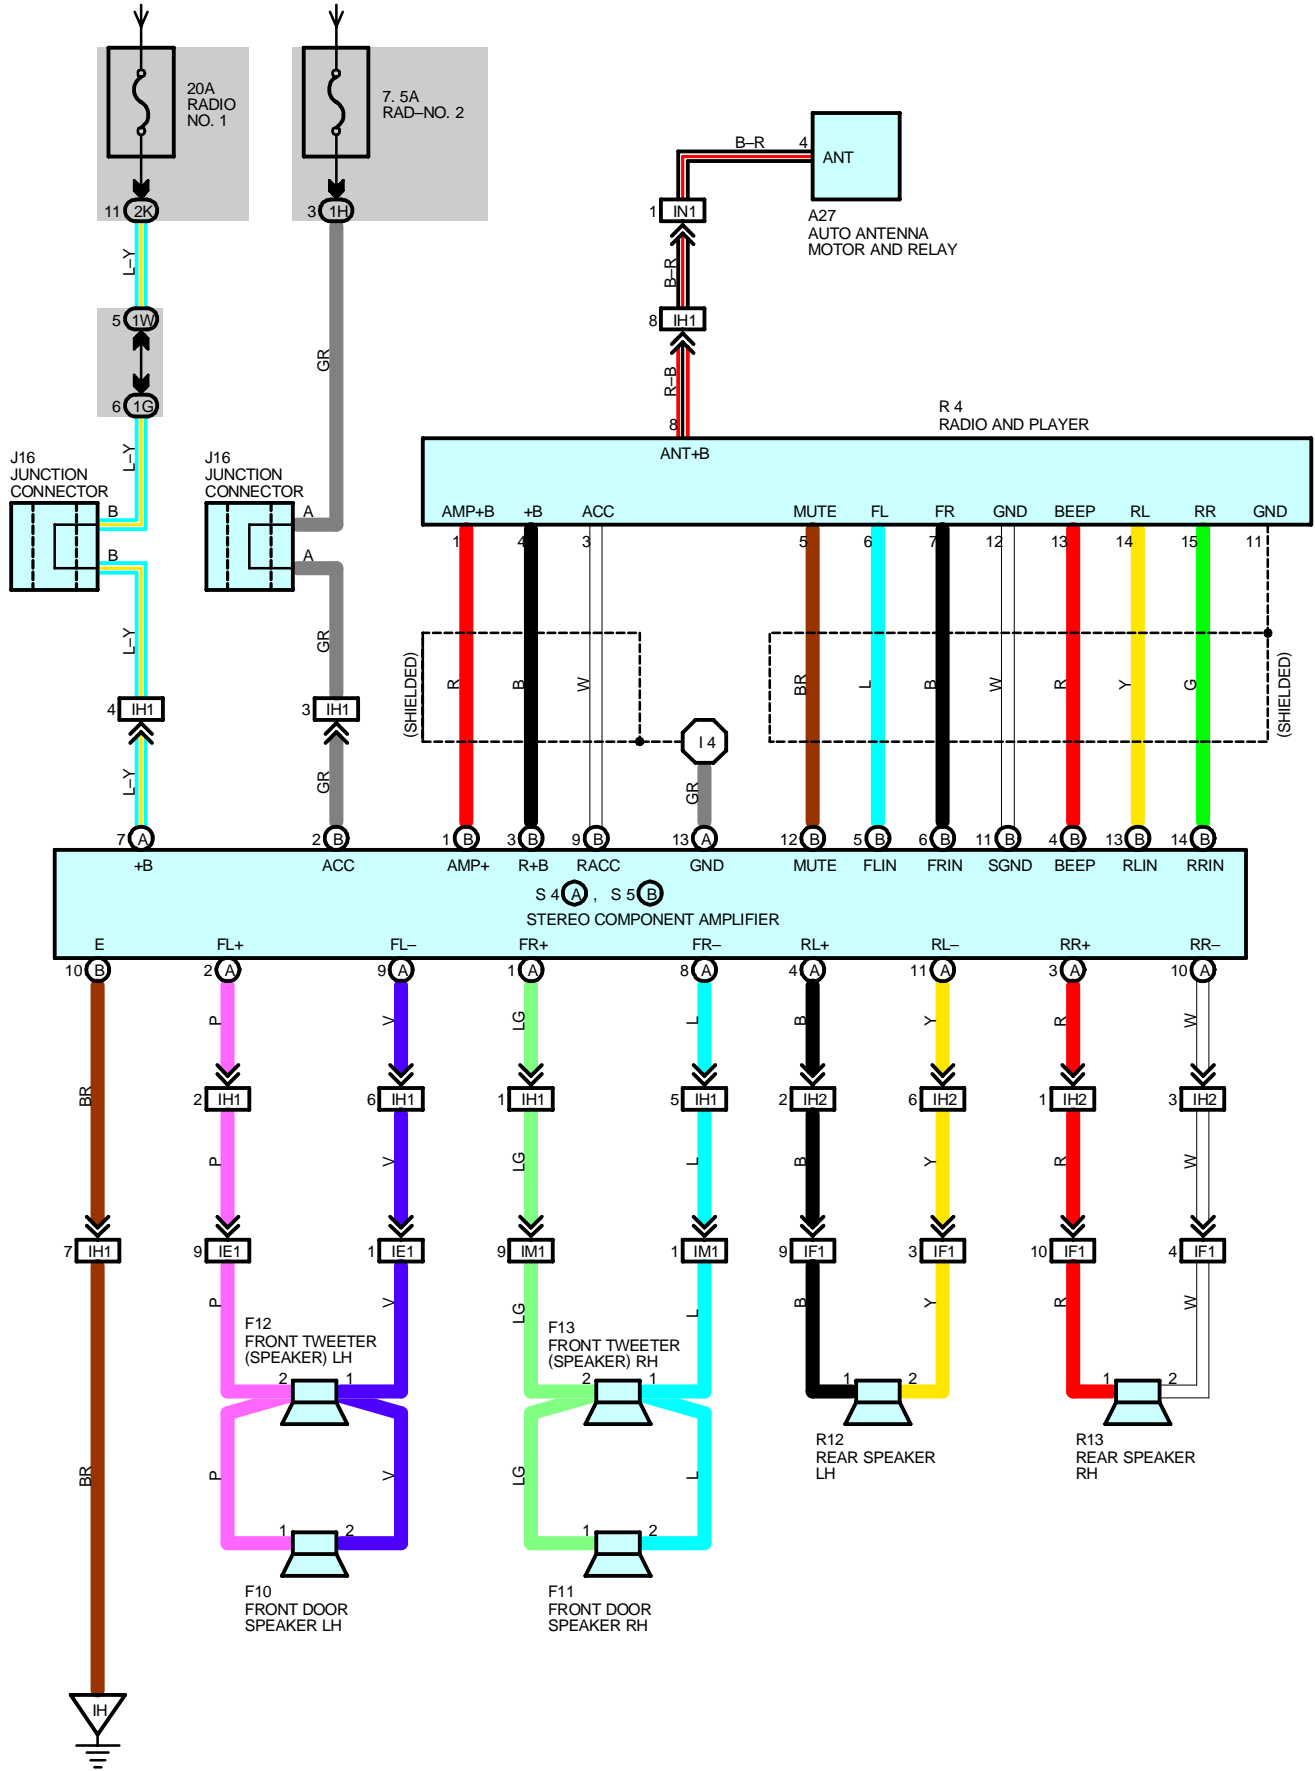 20A
RADIO
NO. 1
7. 5A
RAD–NO. 2
11 2K
3 1H
B–R 4
ANT
A27
AUTO ANTENNA
MOTOR AND RELAY
1 IN1
L–Y
B–R
5 1W
8 IH1
GR
R–B
6 1G
8
R 4
RADIO AND PLAYER
L–Y
J16
JUNCTION
CONNECTOR
B
B
J16
JUNCTION
CONNECTOR
A
A
ANT+B
AMP+B +B ACC MUTE FL FR GND BEEP RL RR GND
1 4 3 5 6 7 12 13 14 15 11
L–Y GR
(SHIELDED) R B W BR L B W R Y G (SHIELDED)
4 IH1
3 IH1
I 4
L–Y GR GR
7 A 2 B 1 B 3 B 9 B 13 A 12 B 5 B 6 B 11 B 4 B 13 B 14 B
+B ACC AMP+ R+B RACC GND MUTE FLIN FRIN SGND BEEP RLIN RRIN
S 4 A , S 5 B
STEREO COMPONENT AMPLIFIER
E FL+ FL– FR+ FR– RL+ RL– RR+ RR–
10 B 2 A 9 A 1 A 8 A 4 A 11 A 3 A 10 A
P V LG L B Y R W
BR
2 IH1 6 IH1 1 IH1 5 IH1 2 IH2 6 IH2 1 IH2 3 IH2
P V LG L B Y R W
7 IH1 9 IE1 1 IE1 9 IM1 1 IM1 9 IF1 3 IF1 10 IF1 4 IF1
P V LG L B Y R W
F12
FRONT TWEETER
(SPEAKER) LH
2 1
F13
FRONT TWEETER
(SPEAKER) RH
2 1
1 2
R12
REAR SPEAKER
LH
1 2
R13
REAR SPEAKER
RH
BR P V LG L
1 2
F10
FRONT DOOR
SPEAKER LH
1 2
F11
FRONT DOOR
SPEAKER RH
IH